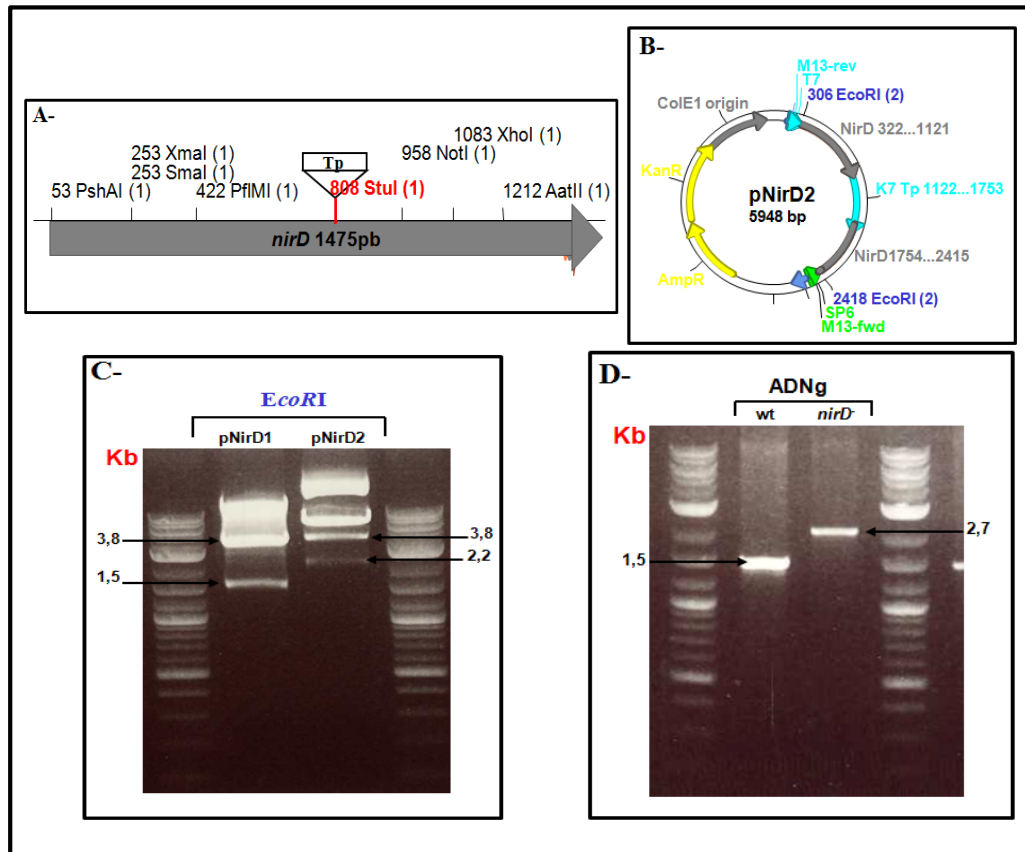 A-
1083 XhoI (1)
253 XmaI (1)
Tp
958 NotI (1)
253 SmaI (1)
53 PshAI (1)
422 PflMI (1)
808 StuI (1)
1212 AatII (1)
nirD 1475pb
B-
M13-rev
T7
306 EcoRI (2)
ColE1 origin
NirD 322...1121
KanR
pNirD2
5948 bp
K7 Tp 1122...1753
NirD1754...2415
AmpR
2418 EcoRI (2)
SP6
M13-fwd
C-
EcoRI
pNirD1
pNirD2
Kb
3,8
3,8
2,2
1,5
D-
ADNg
wt
nirD-
Kb
2,7
1,5